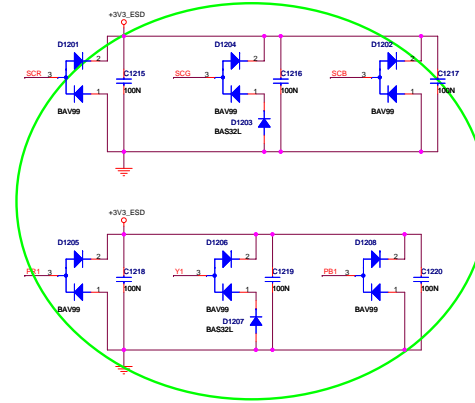 +3V3_ESD
D1201 D1204 D1202
2 2 2
SCR 3 C1215 SCG 3 C1216 SCB 3 C1217
100N 100N 100N
1 1 1
BAV99 BAV99 BAV99
D1203
BAS32L
+3V3_ESD
D1205 D1206 D1208
2 2 2
PR1 3 C1218 Y1 3 C1219 PB1 3 C1220
100N 100N 100N
1 1 1
BAV99 BAV99 BAV99
D1207
BAS32L